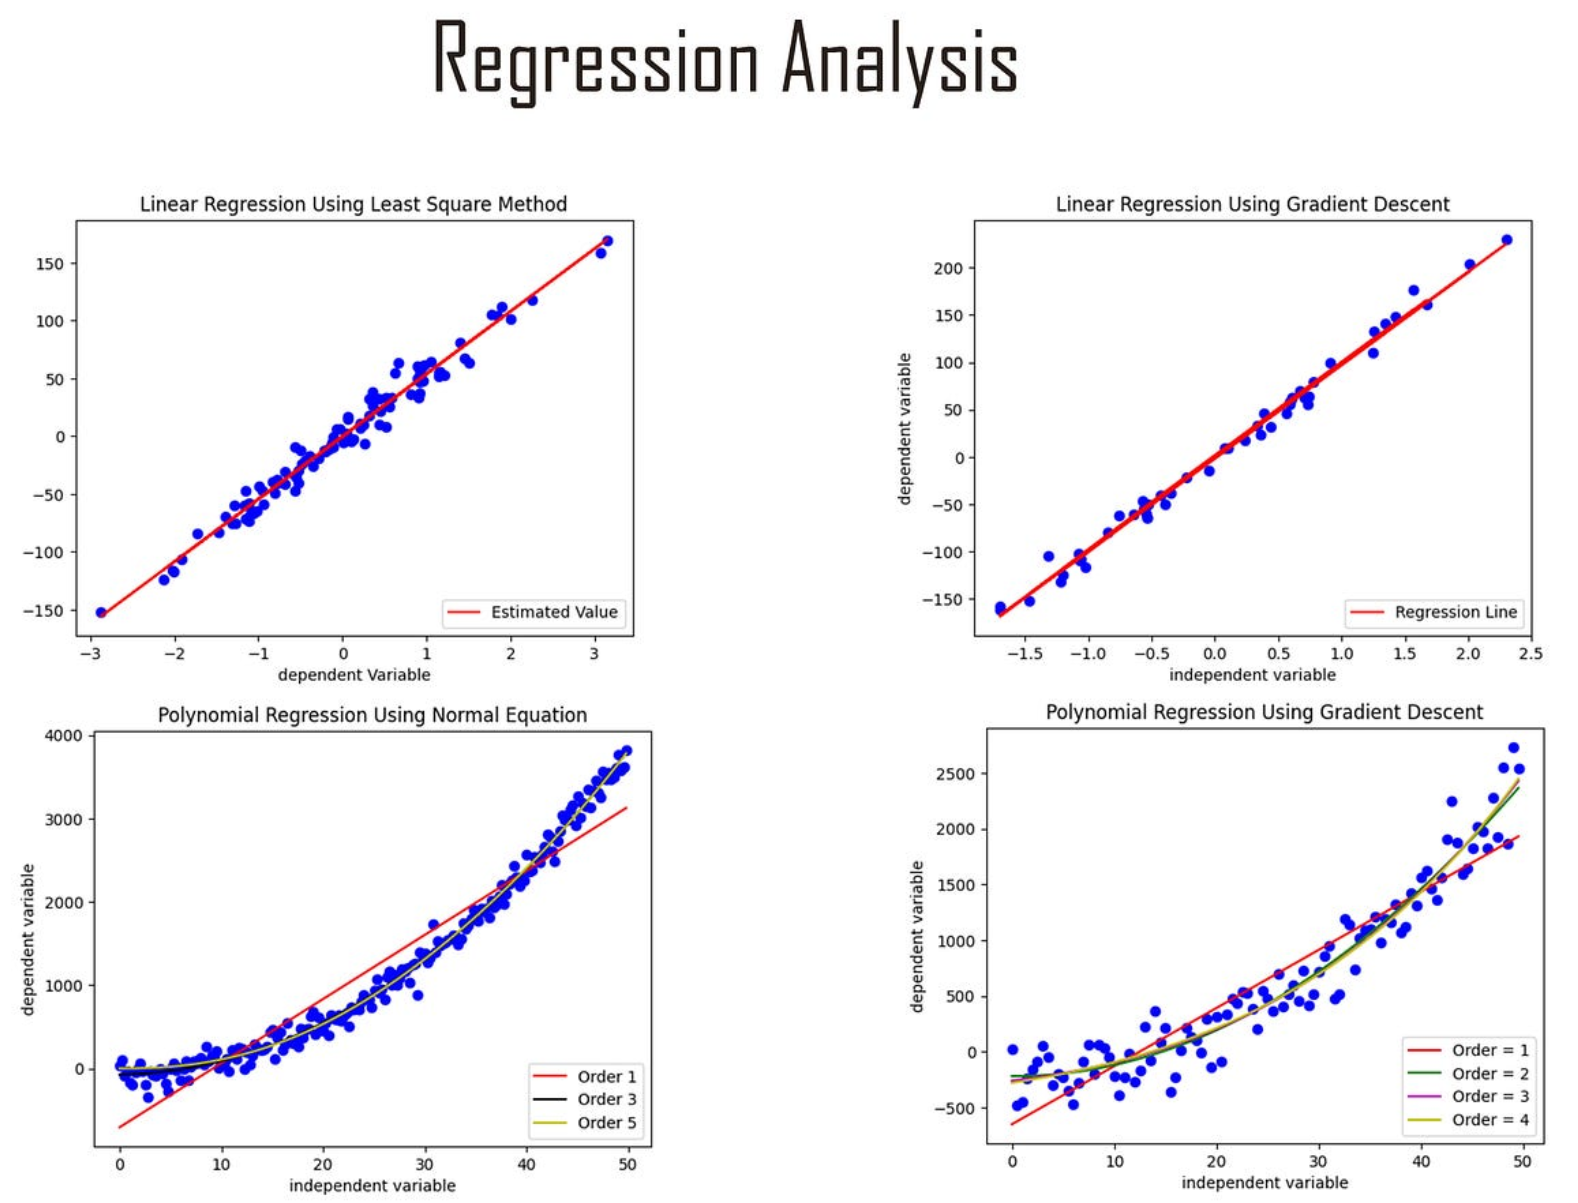 Regression Analysis
Linear Regression Using Least Square Method
150
100
50
0
−50
−100
−150
−3 −2 −1 0 1 2 3
dependent Variable
Estimated Value
Linear Regression Using Gradient Descent
dependent variable
200
150
100
50
0
−50
−100
−150
−1.5 −1.0 −0.5 0.0 0.5 1.0 1.5 2.0 2.5
independent variable
Regression Line
Polynomial Regression Using Normal Equation
dependent variable
4000
3000
2000
1000
0
0 10 20 30 40 50
independent variable
Order 1
Order 3
Order 5
Polynomial Regression Using Gradient Descent
dependent variable
2500
2000
1500
1000
500
0
−500
0 10 20 30 40 50
independent variable
Order = 1
Order = 2
Order = 3
Order = 4